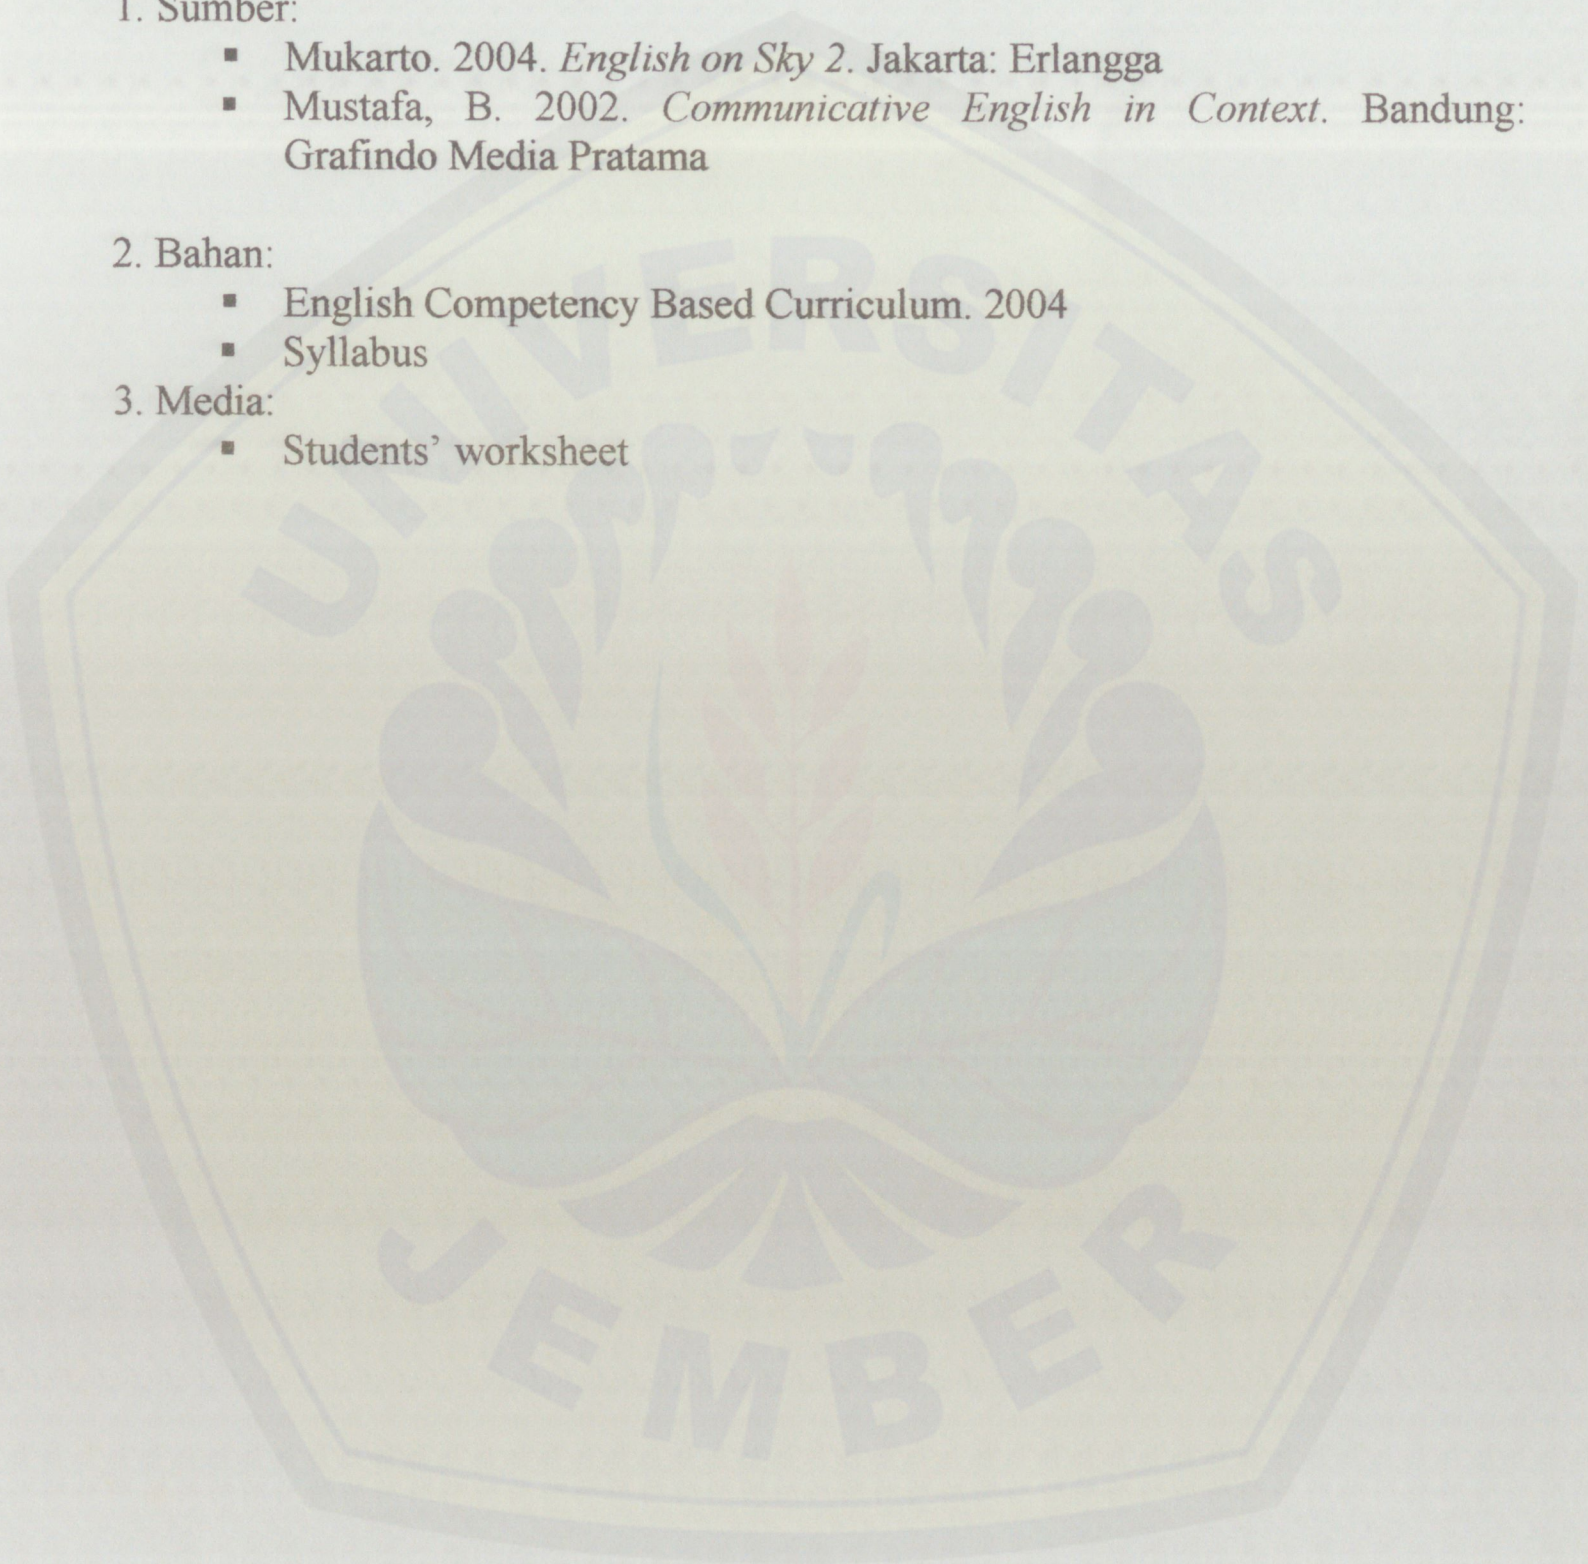 1. Sumber:
▪ Mukarto. 2004. English on Sky 2. Jakarta: Erlangga
▪ Mustafa, B. 2002. Communicative English in Context. Bandung:
Grafindo Media Pratama
2. Bahan:
▪ English Competency Based Curriculum. 2004
▪ Syllabus
3. Media:
▪ Students’ worksheet
UNIVERSITAS
JEMBER